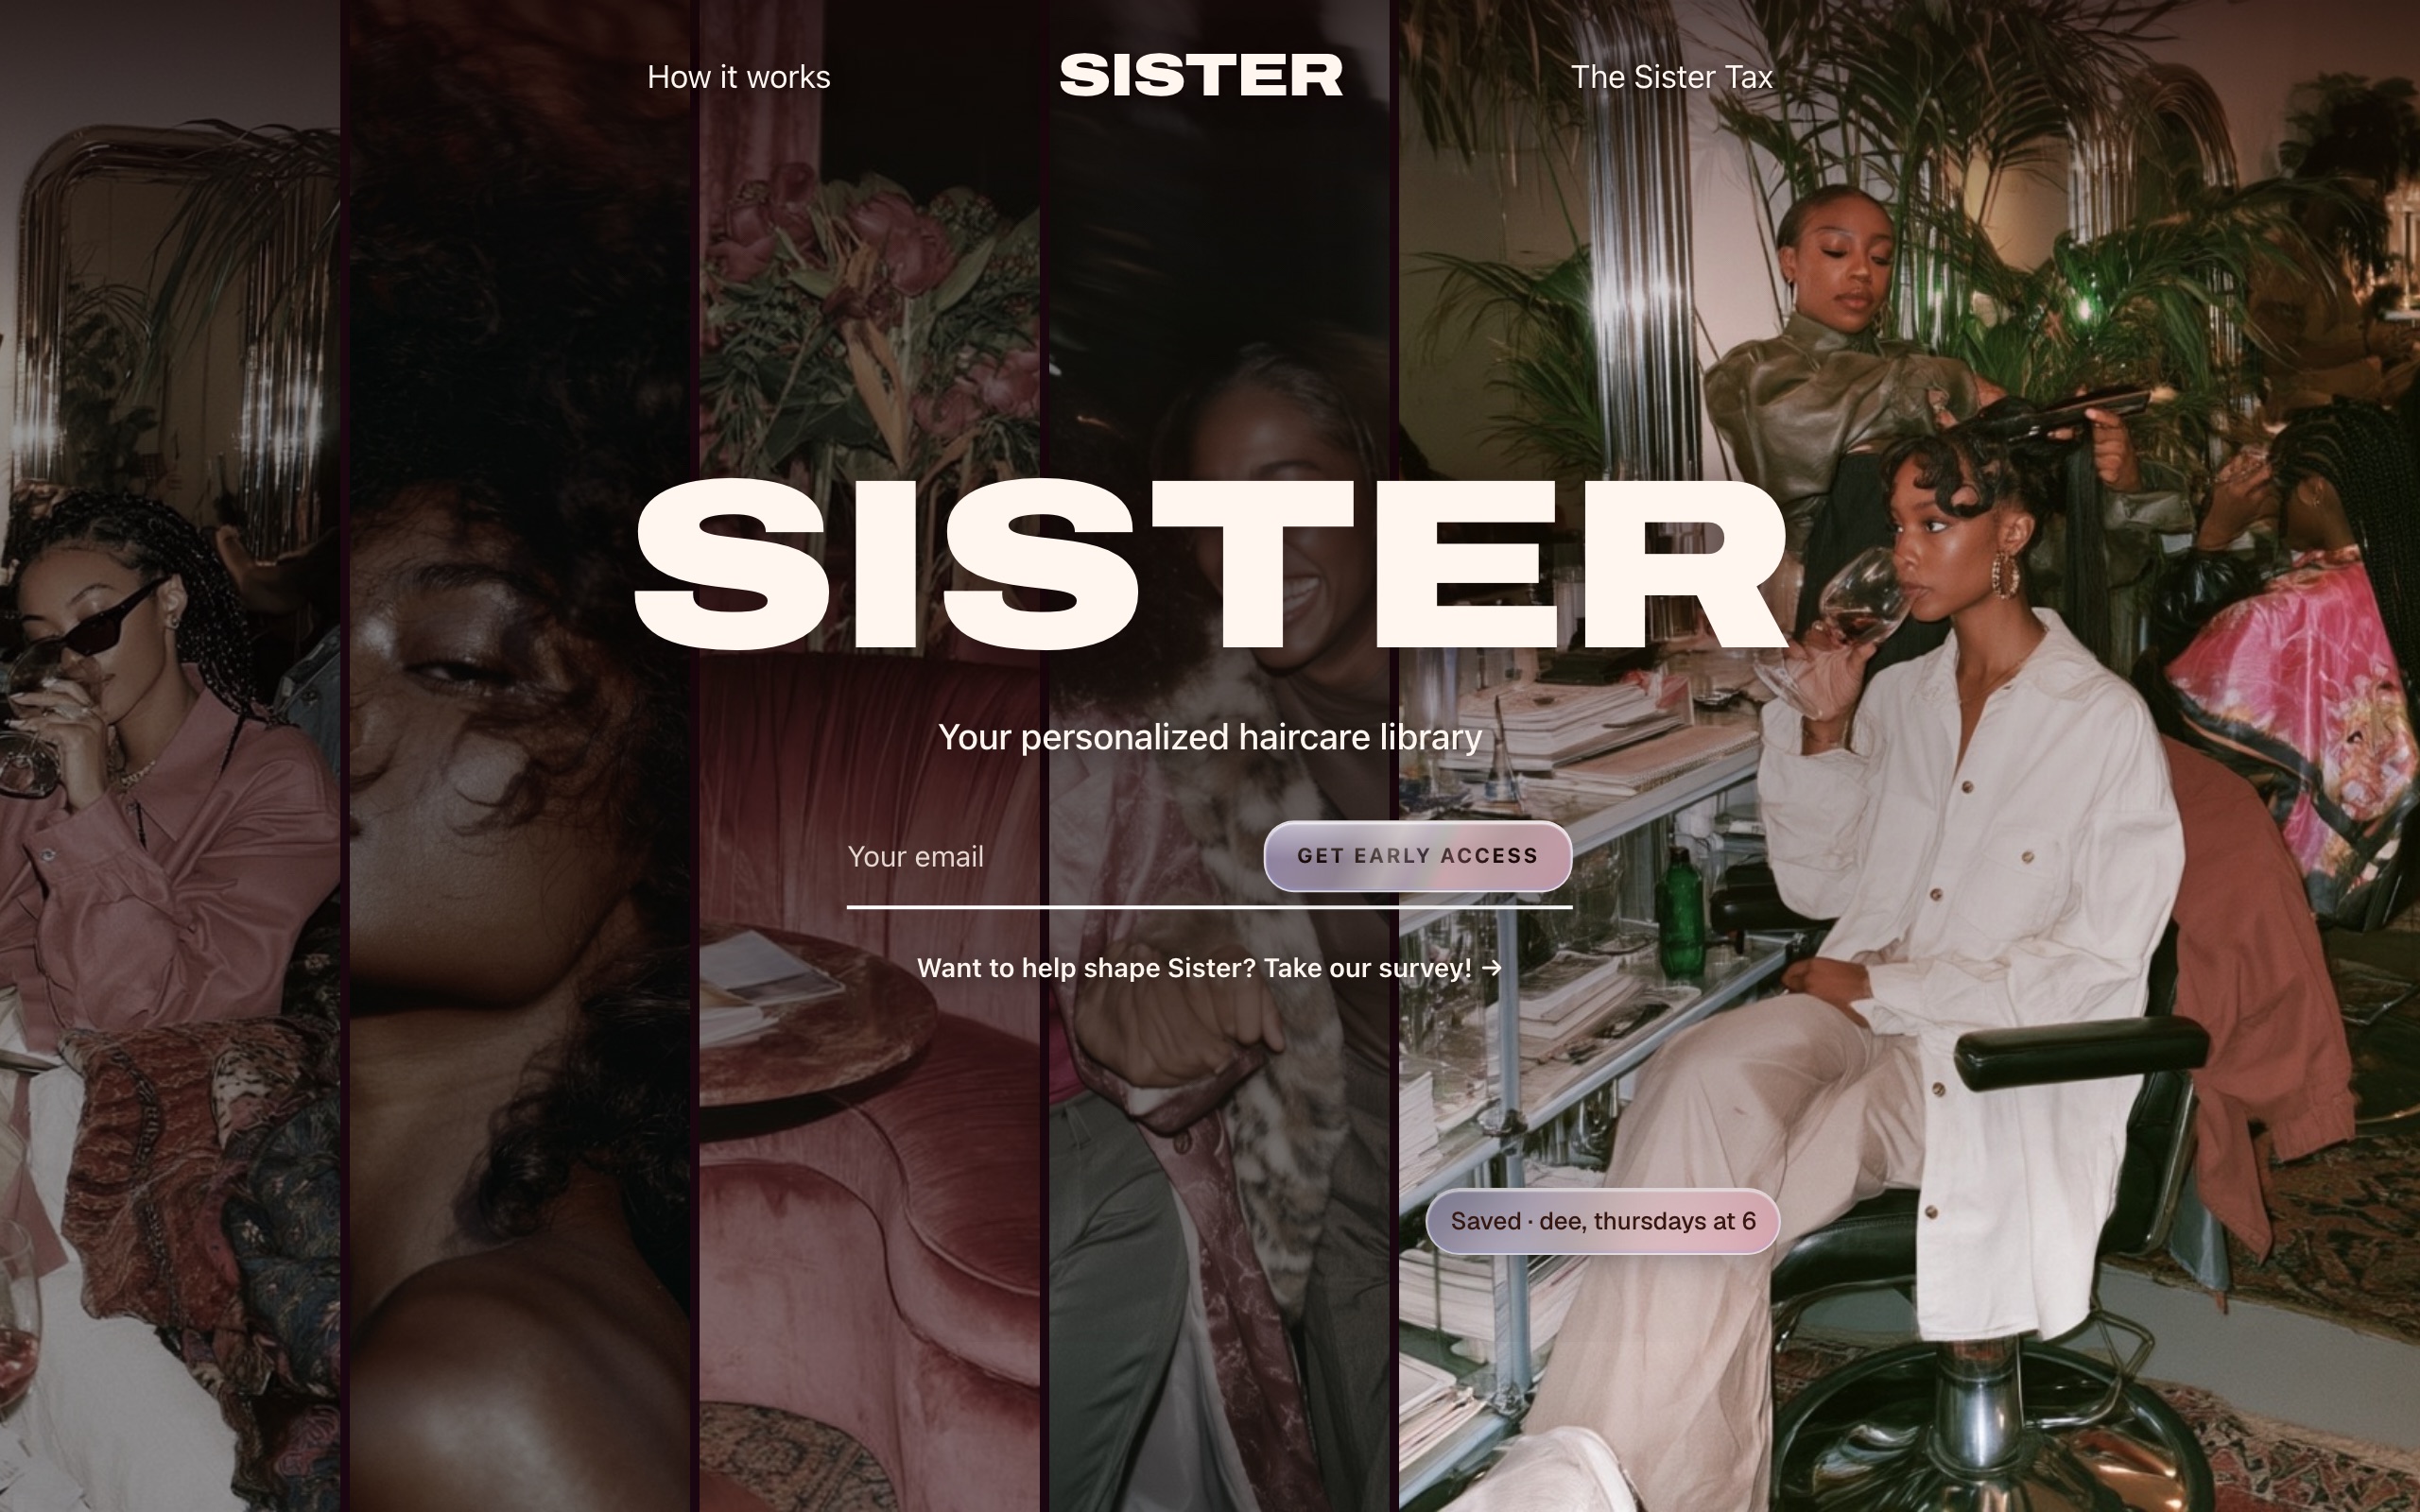 How it works
SISTER
The Sister Tax
SISTER
Your personalized haircare library
Your email
GET EARLY ACCESS
Want to help shape Sister? Take our survey! →
Saved · dee, thursdays at 6